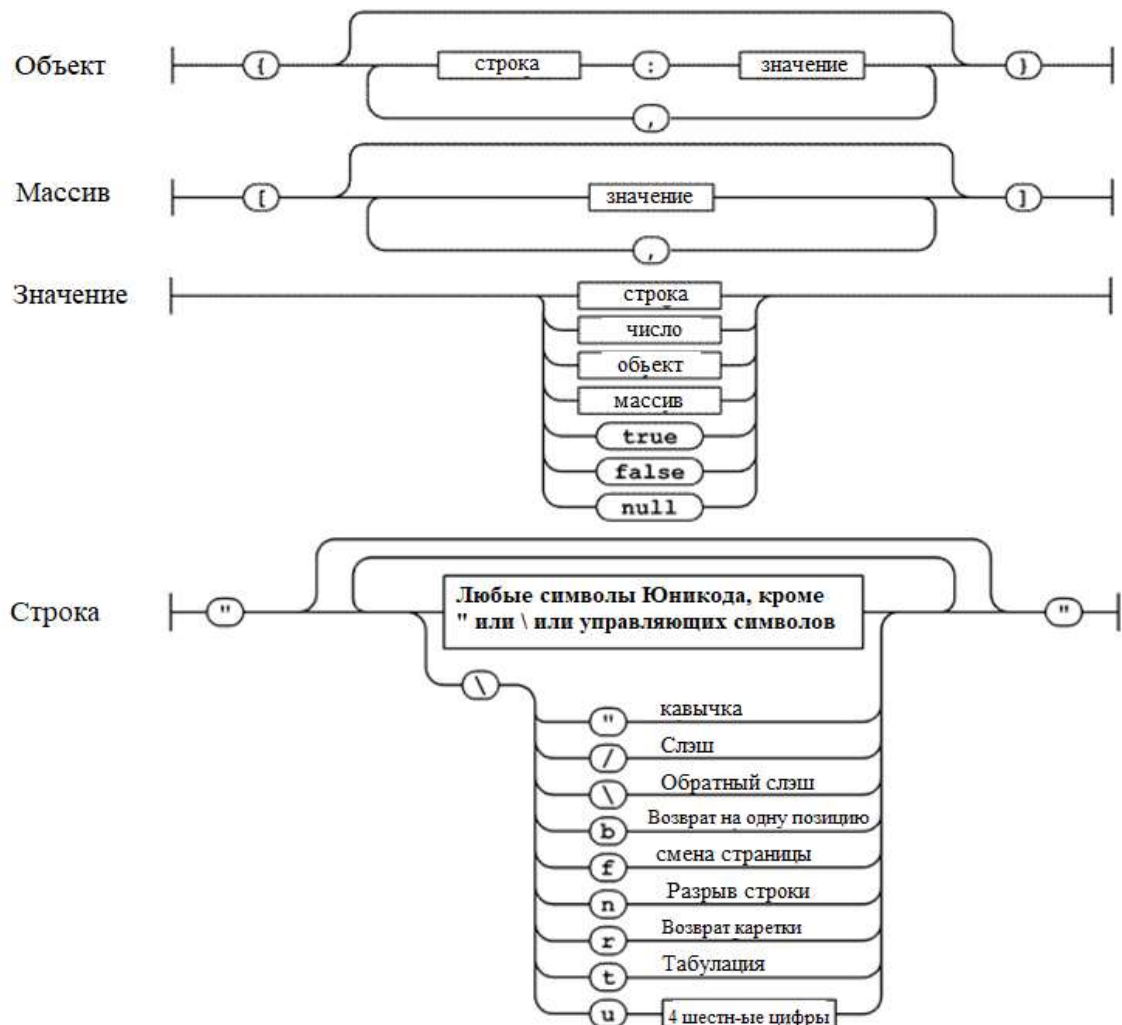 Объект { строка : значение }
,
Массив [ значение ]
,
Значение строка
число
объект
массив
true
false
null
Строка " Любые символы Юникода, кроме
" или \ или управляющих символов "
\
" кавычка
/ Слэш
\ Обратный слэш
b Возврат на одну позицию
f смена страницы
n Разрыв строки
r Возврат каретки
t Табулация
u 4 шестн-ые цифры